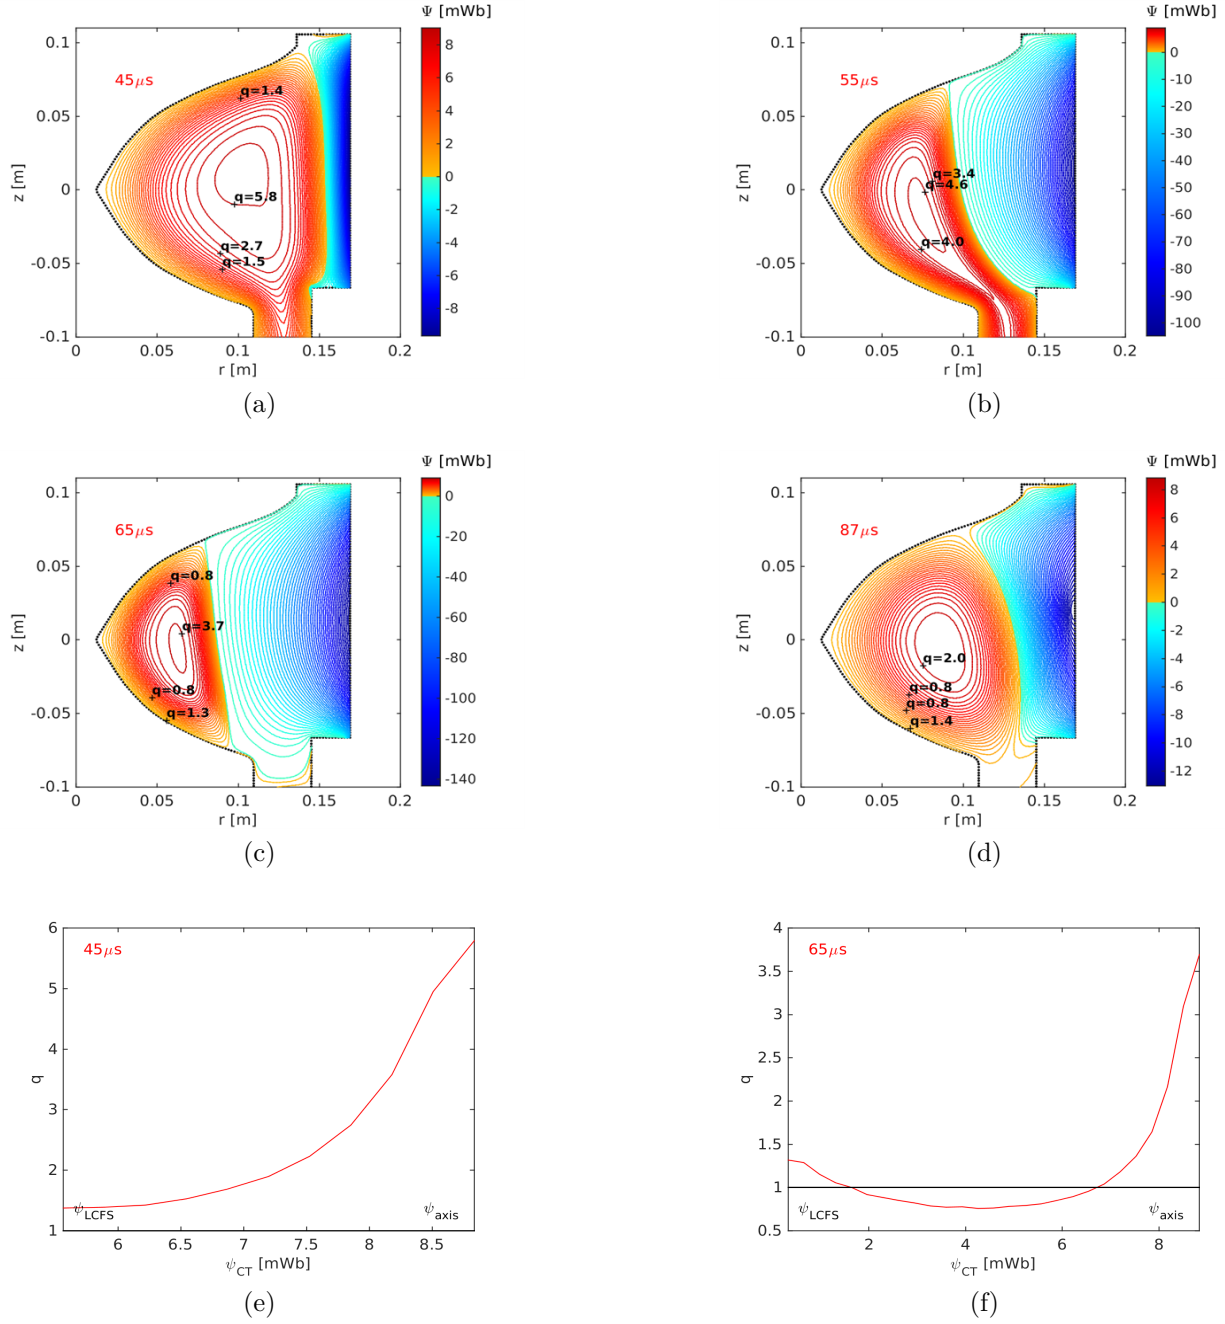 Ψ [mWb]
45μs
q=1.4
q=5.8
q=2.7
q=1.5
z [m]
0.1
0.05
0
-0.05
-0.1
0 0.05 0.1 0.15 0.2
r [m]
8
6
4
2
0
-2
-4
-6
-8
(a)
Ψ [mWb]
55μs
q=3.4
q=4.6
q=4.0
z [m]
0.1
0.05
0
-0.05
-0.1
0 0.05 0.1 0.15 0.2
r [m]
0
-10
-20
-30
-40
-50
-60
-70
-80
-90
-100
(b)
Ψ [mWb]
65μs
q=0.8
q=3.7
q=0.8
q=1.3
z [m]
0.1
0.05
0
-0.05
-0.1
0 0.05 0.1 0.15 0.2
r [m]
0
-20
-40
-60
-80
-100
-120
-140
(c)
Ψ [mWb]
87μs
q=2.0
q=0.8
q=0.8
q=1.4
z [m]
0.1
0.05
0
-0.05
-0.1
0 0.05 0.1 0.15 0.2
r [m]
8
6
4
2
0
-2
-4
-6
-8
-10
-12
(d)
45μs
q
6
5
4
3
2
1
ψLCFS
ψaxis
6 6.5 7 7.5 8 8.5
ψCT [mWb]
(e)
65μs
q
4
3.5
3
2.5
2
1.5
1
0.5
ψLCFS
ψaxis
2 4 6 8
ψCT [mWb]
(f)